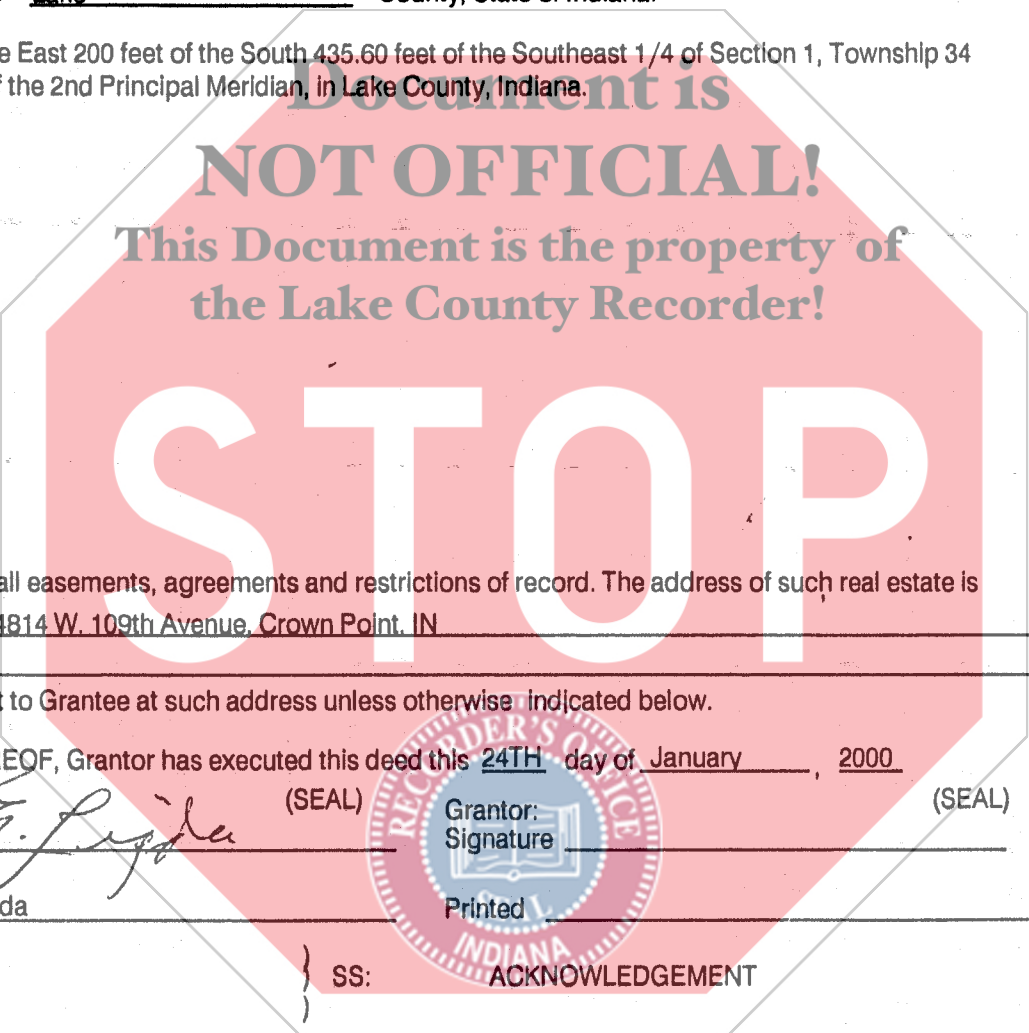 County, State of Indiana.
e East 200 feet of the South 435.60 feet of the Southeast 1/4 of Section 1, Township 34
f the 2nd Principal Meridian, in Lake County, Indiana.
Document is
NOT OFFICIAL!
This Document is the property of
the Lake County Recorder!
STOP
all easements, agreements and restrictions of record. The address of such real estate is
4814 W. 109th Avenue, Crown Point, IN
t to Grantee at such address unless otherwise indicated below.
EOF, Grantor has executed this deed this 24TH day of January, 2000
(SEAL) Grantor: (SEAL)
Signature
da Printed
RECORDER'S OFFICE
SEAL
INDIANA
SS: ACKNOWLEDGEMENT